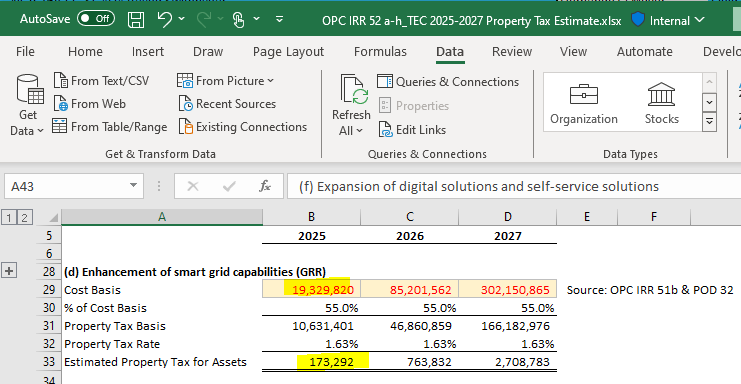 AutoSave Off OPC IRR 52 a-h_TEC 2025-2027 Property Tax Estimate.xlsx Internal
File Home Insert Draw Page Layout Formulas Data Review View Automate Develo
Get Data
From Text/CSV
From Web
From Table/Range
From Picture
Recent Sources
Existing Connections
Get & Transform Data
Refresh All
Queries & Connections
Properties
Edit Links
Queries & Connections
Organization Stocks
Data Types
A43 fx (f) Expansion of digital solutions and self-service solutions
1 2 A B C D E F
5 2025 2026 2027
6
28 (d) Enhancement of smart grid capabilities (GRR)
29 Cost Basis 19,329,820 85,201,562 302,150,865 Source: OPC IRR 51b & POD 32
30 % of Cost Basis 55.0% 55.0% 55.0%
31 Property Tax Basis 10,631,401 46,860,859 166,182,976
32 Property Tax Rate 1.63% 1.63% 1.63%
33 Estimated Property Tax for Assets 173,292 763,832 2,708,783
34